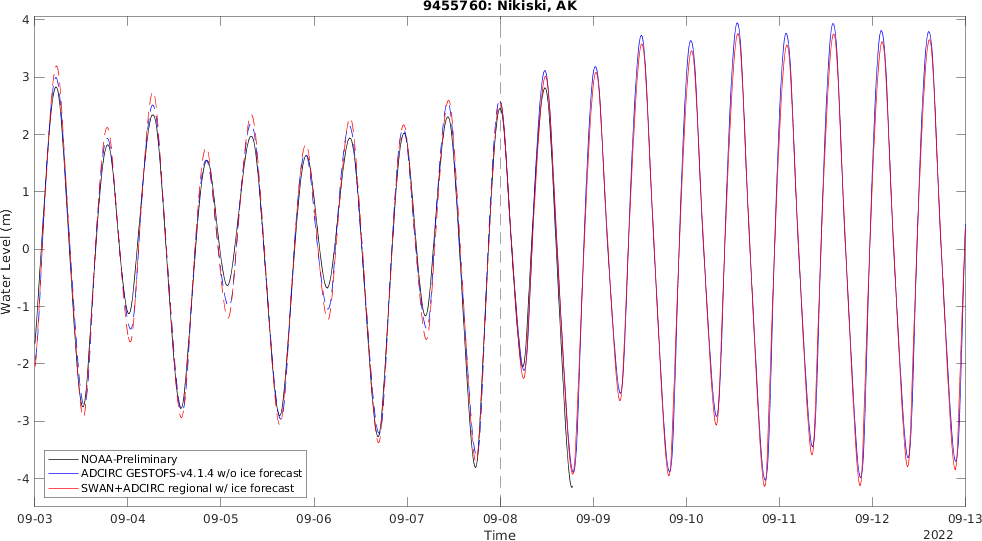 9455760: Nikiski, AK
4
3
2
1
0
-1
-2
-3
-4
Water Level (m)
NOAA-Preliminary
ADCIRC GESTOFS-v4.1.4 w/o ice forecast
SWAN+ADCIRC regional w/ ice forecast
09-03 09-04 09-05 09-06 09-07 09-08 09-09 09-10 09-11 09-12 09-13
Time
2022